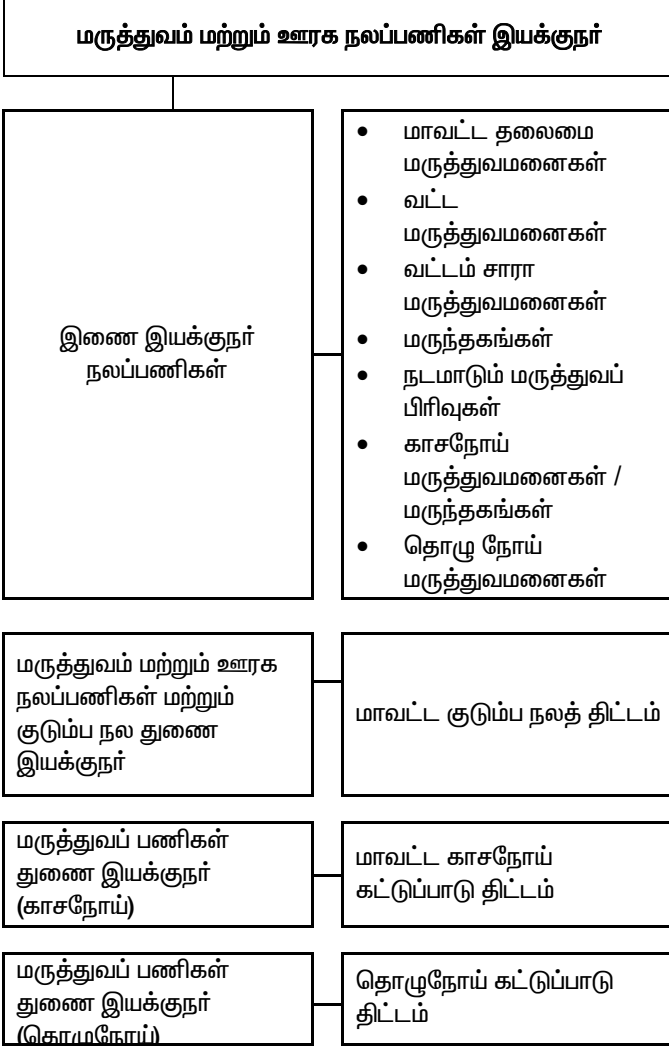 மருத்துவம் மற்றும் ஊரக நலப்பணிகள் இயக்குநர்
இணை இயக்குநர்
நலப்பணிகள்
• மாவட்ட தலைமை
மருத்துவமனைகள்
• வட்ட
மருத்துவமனைகள்
• வட்டம் சாரா
மருத்துவமனைகள்
• மருந்தகங்கள்
• நடமாடும் மருத்துவப்
பிரிவுகள்
• காசநோய்
மருத்துவமனைகள் /
மருந்தகங்கள்
• தொழு நோய்
மருத்துவமனைகள்
மருத்துவம் மற்றும் ஊரக
நலப்பணிகள் மற்றும்
குடும்ப நல துணை
இயக்குநர்
மாவட்ட குடும்ப நலத் திட்டம்
மருத்துவப் பணிகள்
துணை இயக்குநர்
(காசநோய்)
மாவட்ட காசநோய்
கட்டுப்பாடு திட்டம்
மருத்துவப் பணிகள்
துணை இயக்குநர்
(தொழுநோய்)
தொழுநோய் கட்டுப்பாடு
திட்டம்